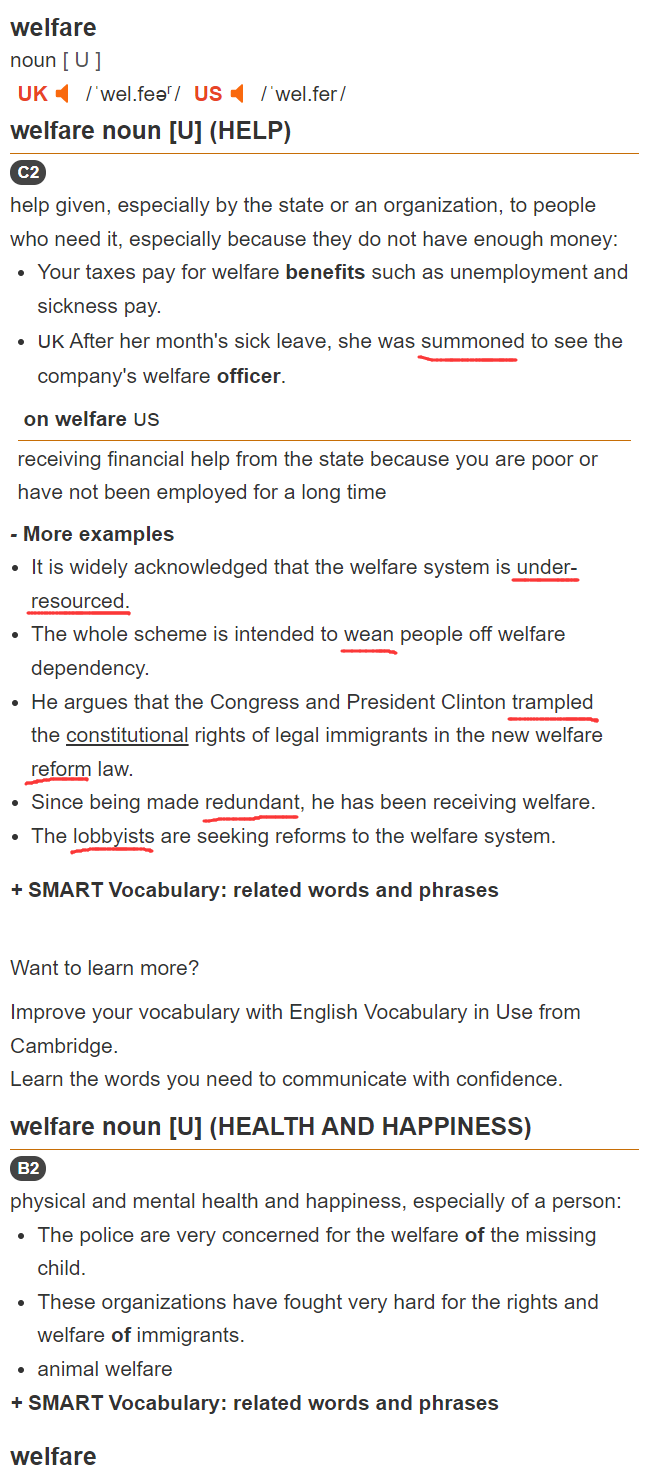 welfare
noun [ U ]
UK /ˈwel.feəʳ/ US /ˈwel.fer/
welfare noun [U] (HELP)
C2
help given, especially by the state or an organization, to people
who need it, especially because they do not have enough money:
• Your taxes pay for welfare benefits such as unemployment and
sickness pay.
• UK After her month's sick leave, she was summoned to see the
company's welfare officer.
on welfare US
receiving financial help from the state because you are poor or
have not been employed for a long time
- More examples
• It is widely acknowledged that the welfare system is under-
resourced.
• The whole scheme is intended to wean people off welfare
dependency.
• He argues that the Congress and President Clinton trampled
the constitutional rights of legal immigrants in the new welfare
reform law.
• Since being made redundant, he has been receiving welfare.
• The lobbyists are seeking reforms to the welfare system.
+ SMART Vocabulary: related words and phrases
Want to learn more?
Improve your vocabulary with English Vocabulary in Use from
Cambridge.
Learn the words you need to communicate with confidence.
welfare noun [U] (HEALTH AND HAPPINESS)
B2
physical and mental health and happiness, especially of a person:
• The police are very concerned for the welfare of the missing
child.
• These organizations have fought very hard for the rights and
welfare of immigrants.
• animal welfare
+ SMART Vocabulary: related words and phrases
welfare